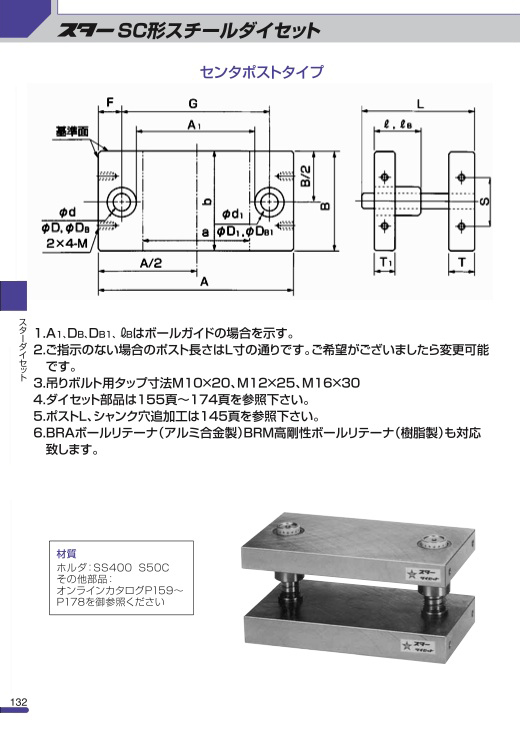 スター SC形スチールダイセット
センタポストタイプ
F G L
A1 ℓ, ℓB
基準面
B/2
b B S
φd φd1
φD, φDB φD1, φDB1
2×4-M a
A/2 T1 T
A
スターダイセット
1.A1、DB、DB1、ℓBはボールガイドの場合を示す。
2.ご指示のない場合のポスト長さはL寸の通りです。ご希望がございましたら変更可能
です。
3.吊りボルト用タップ寸法M10×20、M12×25、M16×30
4.ダイセット部品は155頁〜174頁を参照下さい。
5.ポストL、シャンク穴追加工は145頁を参照下さい。
6.BRAボールリテーナ(アルミ合金製)BRM高剛性ボールリテーナ(樹脂製)も対応
致します。
材質
ホルダ:SS400 S50C
その他部品:
オンラインカタログP159〜
P178を御参照ください
スター
ダイセット
スター
ダイセット
132